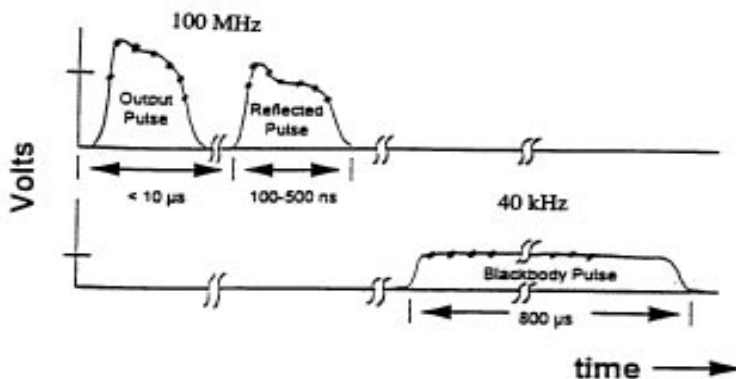 100 MHz
Output
Pulse
Reflected
Pulse
Volts
< 10 µs
100-500 ns
40 kHz
Blackbody Pulse
800 µs
time